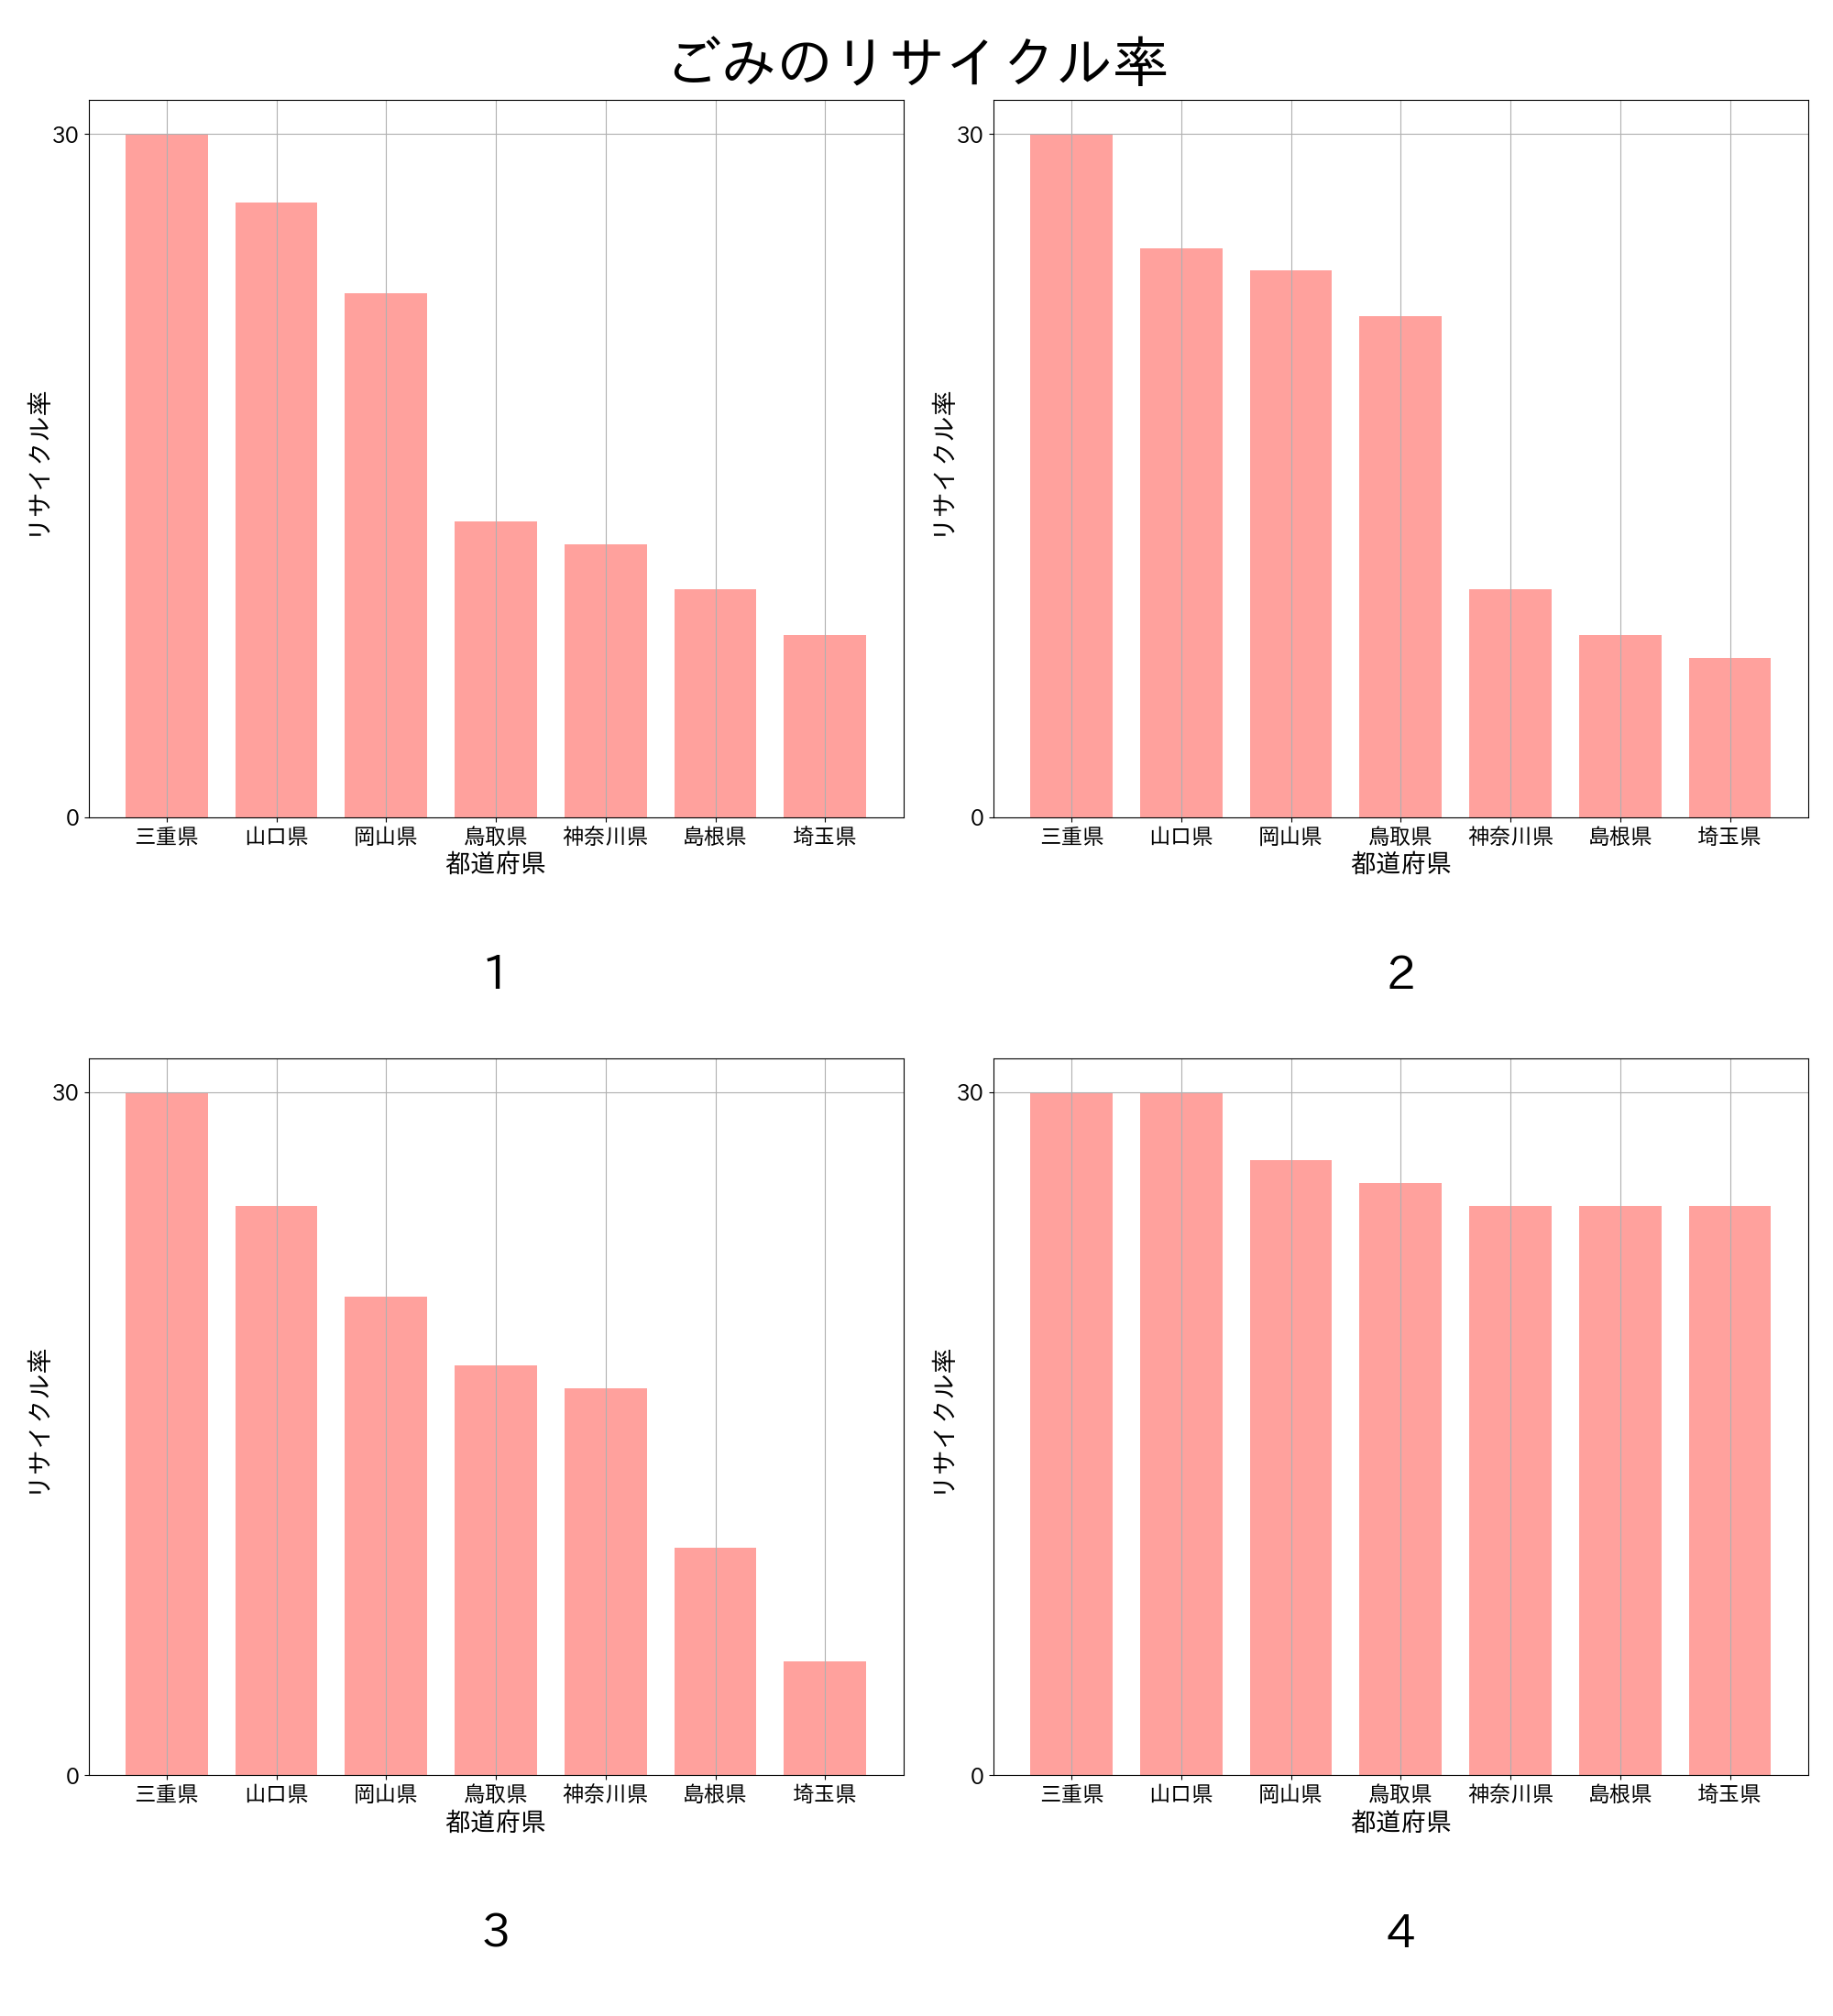 ごみのリサイクル率
30
0
リサイクル率
三重県 山口県 岡山県 鳥取県 神奈川県 島根県 埼玉県
都道府県
1
30
0
リサイクル率
三重県 山口県 岡山県 鳥取県 神奈川県 島根県 埼玉県
都道府県
2
30
0
リサイクル率
三重県 山口県 岡山県 鳥取県 神奈川県 島根県 埼玉県
都道府県
3
30
0
リサイクル率
三重県 山口県 岡山県 鳥取県 神奈川県 島根県 埼玉県
都道府県
4